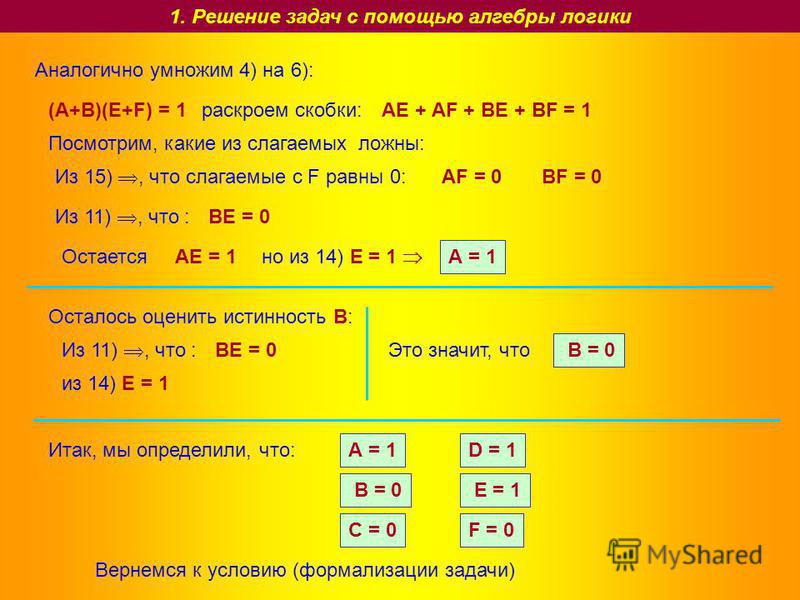 1. Решение задач с помощью алгебры логики
Аналогично умножим 4) на 6):
(A+B)(E+F) = 1 раскроем скобки: AE + AF + BE + BF = 1
Посмотрим, какие из слагаемых ложны:
Из 15) ⇒, что слагаемые с F равны 0: AF = 0 BF = 0
Из 11) ⇒, что : BE = 0
Остается AE = 1 но из 14) E = 1 ⇒ A = 1
Осталось оценить истинность B:
Из 11) ⇒, что : BE = 0 Это значит, что B = 0
из 14) E = 1
Итак, мы определили, что: A = 1 D = 1
B = 0 E = 1
C = 0 F = 0
Вернемся к условию (формализации задачи)
MyShared